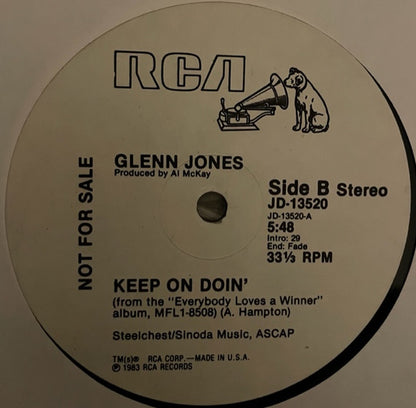 RCA
NOT FOR SALE
GLENN JONES
Produced by Al McKay
Side B Stereo
JD-13520
JD-13520-A
5:48
Intro: 29
End: Fade
33⅓ RPM
KEEP ON DOIN'
(from the "Everybody Loves a Winner"
album, MFL1-8508) (A. Hampton)
Steelchest/Sinoda Music, ASCAP
TM(s)® RCA CORP.—MADE IN U.S.A.
℗ 1983 RCA RECORDS